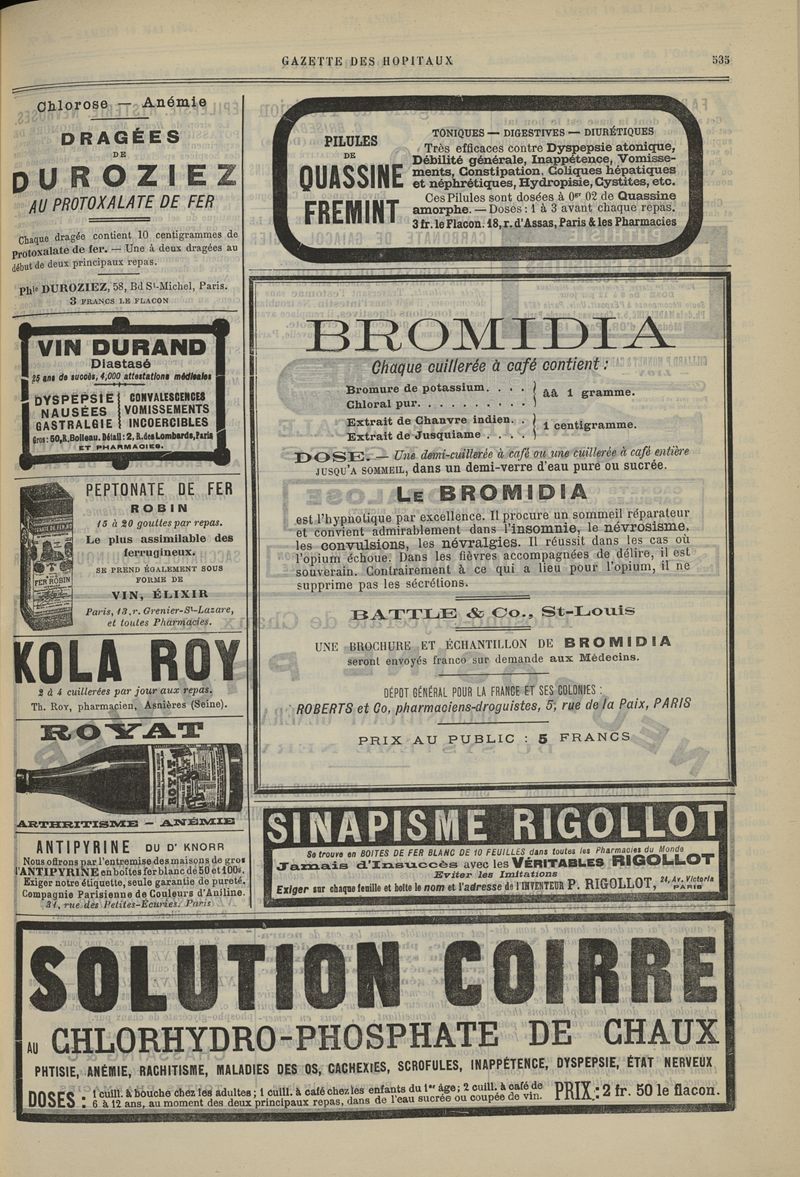 GAZETTE DES HOPITAUX
535
Chlorose — Anémie
DRAGÉES
DE
DUROZIEZ
AU PROTOXALATE DE FER
Chaque dragée contient 10 centigrammes de
Protoxalate de fer. — Une à deux dragées au
début de deux principaux repas.
Phie DUROZIEZ, 58, Bd St-Michel, Paris.
3 FRANCS LE FLACON
VIN DURAND
Diastasé
25 ans de succès, 4,000 attestations médicales
DYSPEPSIE
NAUSÉES
GASTRALGIE
CONVALESCENCES
VOMISSEMENTS
INCOERCIBLES
Gros: 50, R. Boileau. Détail: 2, R. des Lombards, Paris
ET PHARMACIES.
PEPTONATE DE FER
ROBIN
15 à 20 gouttes par repas.
Le plus assimilable des
ferrugineux.
SE PREND ÉGALEMENT SOUS
FORME DE
VIN, ÉLIXIR
Paris, 13, r. Grenier-St-Lazare,
et toutes Pharmacies.
FER ROBIN
KOLA ROY
2 à 4 cuillerées par jour aux repas.
Th. Roy, pharmacien, Asnières (Seine).
ROYAT
ROYAT
ARTHRITISME — ANÉMIE
ANTIPYRINE DU Dr KNORR
Nous offrons par l'entremise des maisons de gros
l'ANTIPYRINE en boîtes fer blanc de 50 et 100g.
Exiger notre étiquette, seule garantie de pureté.
Compagnie Parisienne de Couleurs d'Aniline.
31, rue des Petites-Écuries, Paris
PILULES
DE
QUASSINE
FREMINT
TONIQUES — DIGESTIVES — DIURÉTIQUES
Très efficaces contre Dyspepsie atonique,
Débilité générale, Inappétence, Vomisse-
ments, Constipation, Coliques hépatiques
et néphrétiques, Hydropisie, Cystites, etc.
Ces Pilules sont dosées à 0gr 02 de Quassine
amorphe. — Doses: 1 à 3 avant chaque repas.
3 fr. le Flacon. 18, r. d'Assas, Paris & les Pharmacies
BROMIDIA
Chaque cuillerée à café contient:
Bromure de potassium. . . .
Chloral pur. . . . . . . . . .
āā 1 gramme.
Extrait de Chanvre indien. . .
Extrait de Jusquiame . . . .
1 centigramme.
DOSE. — Une demi-cuillerée à café ou une cuillerée à café entière
JUSQU'A SOMMEIL, dans un demi-verre d'eau pure ou sucrée.
LE BROMIDIA
est l'hypnotique par excellence. Il procure un sommeil réparateur
et convient admirablement dans l'insomnie, le névrosisme,
les convulsions, les névralgies. Il réussit dans les cas où
l'opium échoue. Dans les fièvres accompagnées de délire, il est
souverain. Contrairement à ce qui a lieu pour l'opium, il ne
supprime pas les sécrétions.
BATTLE & Co., St-Louis
UNE BROCHURE ET ÉCHANTILLON DE BROMIDIA
seront envoyés franco sur demande aux Médecins.
DÉPOT GÉNÉRAL POUR LA FRANCE ET SES COLONIES:
ROBERTS et Co, pharmaciens-droguistes, 5, rue de la Paix, PARIS
PRIX AU PUBLIC : 5 FRANCS
SINAPISME RIGOLLOT
Se trouve en BOITES DE FER BLANC DE 10 FEUILLES dans toutes les Pharmacies du Monde
Jamais d'Insuccès avec les VÉRITABLES RIGOLLOT
Eviter les Imitations
Exiger sur chaque feuille et boîte le nom et l'adresse de l'INVENTEUR P. RIGOLLOT, 24, Av. Victoria PARIS
SOLUTION COIRRE
AU CHLORHYDRO-PHOSPHATE DE CHAUX
PHTISIE, ANÉMIE, RACHITISME, MALADIES DES OS, CACHEXIES, SCROFULES, INAPPÉTENCE, DYSPEPSIE, ÉTAT NERVEUX
DOSES: 1 cuill. à bouche chez les adultes; 1 cuill. à café chez les enfants du 1er âge; 2 cuill. à café de
6 à 12 ans, au moment des deux principaux repas, dans de l'eau sucrée ou coupée de vin.
PRIX: 2 fr. 50 le flacon.